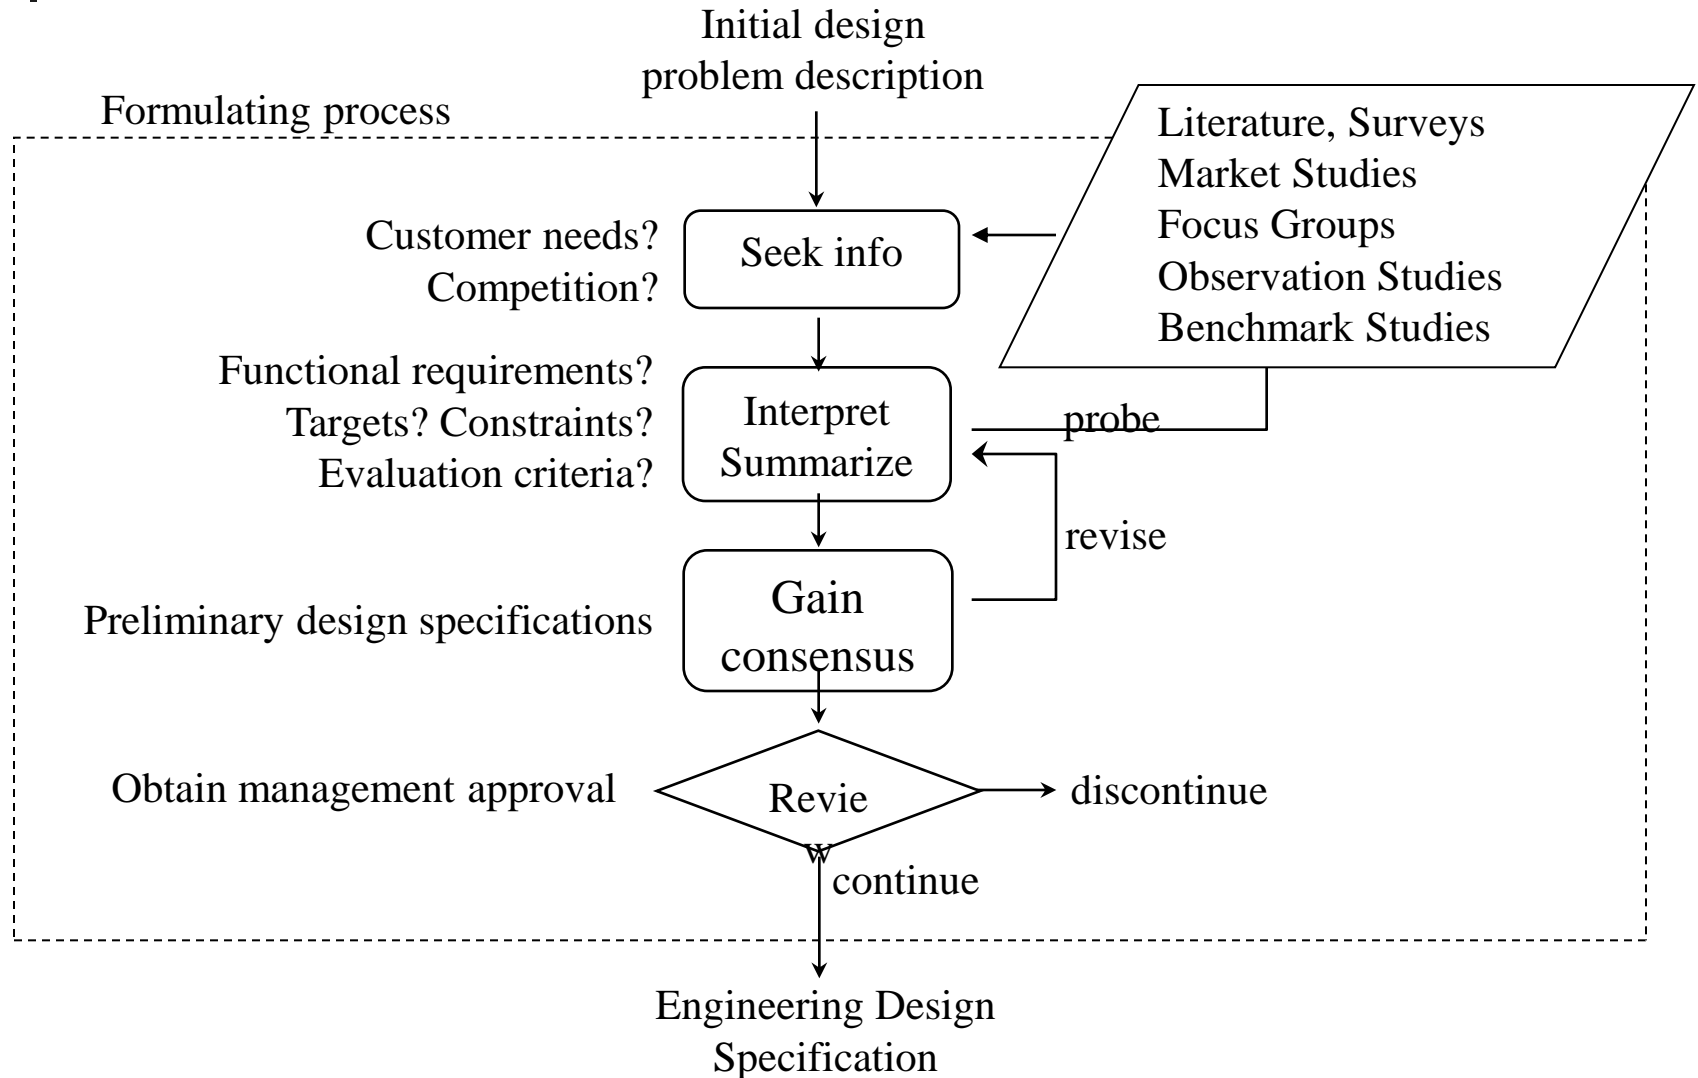 Initial design
problem description
Formulating process
Literature, Surveys
Market Studies
Focus Groups
Observation Studies
Benchmark Studies
Customer needs?
Competition?
Seek info
Functional requirements?
Targets? Constraints?
Evaluation criteria?
Interpret
Summarize
probe
revise
Preliminary design specifications
Gain
consensus
Obtain management approval
Revie
w
discontinue
continue
Engineering Design
Specification